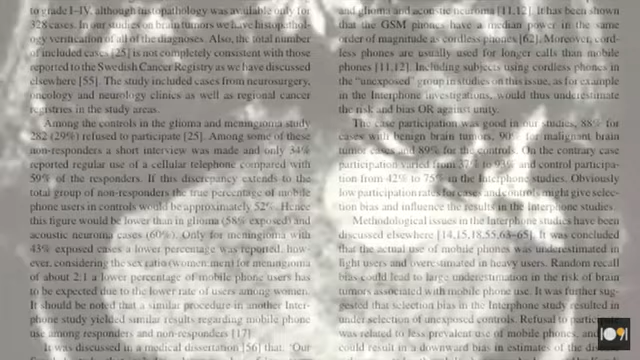 to grade I–IV, although histopathology was available only for
328 cases. In our studies on brain tumors we have histopathol-
ogy verification of all of the diagnoses. Also, the total number
of included cases [25] is not completely consistent with those
reported to the Swedish Cancer Registry as we have discussed
elsewhere [55]. The study included cases from neurosurgery,
oncology and neurology clinics as well as regional cancer
registries in the study areas.
Among the controls in the glioma and meningioma study
282 (29%) refused to participate [25]. Among some of these
non-responders a short interview was made and only 34%
reported regular use of a cellular telephone compared with
59% of the responders. If this discrepancy extends to the
total group of non-responders the true percentage of mobile
phone users in controls would be approximately 52%. Hence
this figure would be lower than in glioma (58% exposed) and
acoustic neuroma cases (60%). Only for meningioma with
43% exposed cases a lower percentage was reported, how-
ever, considering the sex ratio (women:men) for meningioma
of about 2:1 a lower percentage of mobile phone users has
to be expected due to the lower rate of users among women.
It should be noted that a similar procedure in another Inter-
phone study yielded similar results regarding mobile phone
use among responders and non-responders [17].
It was discussed in a medical dissertation [56] that. 'Our
and glioma and acoustic neuroma [11,12]. It has been shown
that the GSM phones have a median power in the same
order of magnitude as cordless phones [62]. Moreover, cord-
less phones are usually used for longer calls than mobile
phones [11,12]. Including subjects using cordless phones in
the "unexposed" group in studies on this issue, as for example
in the Interphone investigations, would thus underestimate
the risk and bias OR against unity.
The case participation was good in our studies, 88% for
cases with benign brain tumors, 90% malignant brain
tumor cases and 89% for the controls. On the contrary case
participation varied from 37% to 93% and control participa-
tion from 42% to 75% in the Interphone studies. Obviously
low participation rates for cases and controls might give selec-
tion bias and influence the results in the Interphone studies.
Methodological issues in the Interphone studies have been
discussed elsewhere [14,15,18,55,63–65]. It was concluded
that the actual use of mobile phones was underestimated in
light users and overestimated in heavy users. Random recall
bias could lead to large underestimation in the risk of brain
tumors associated with mobile phone use. It was further sug-
gested that selection bias in the Interphone study resulted in
under selection of unexposed controls. Refusal to
was related to less prevalent use of mobile phones, and
could result in a downward bias in estimates of the